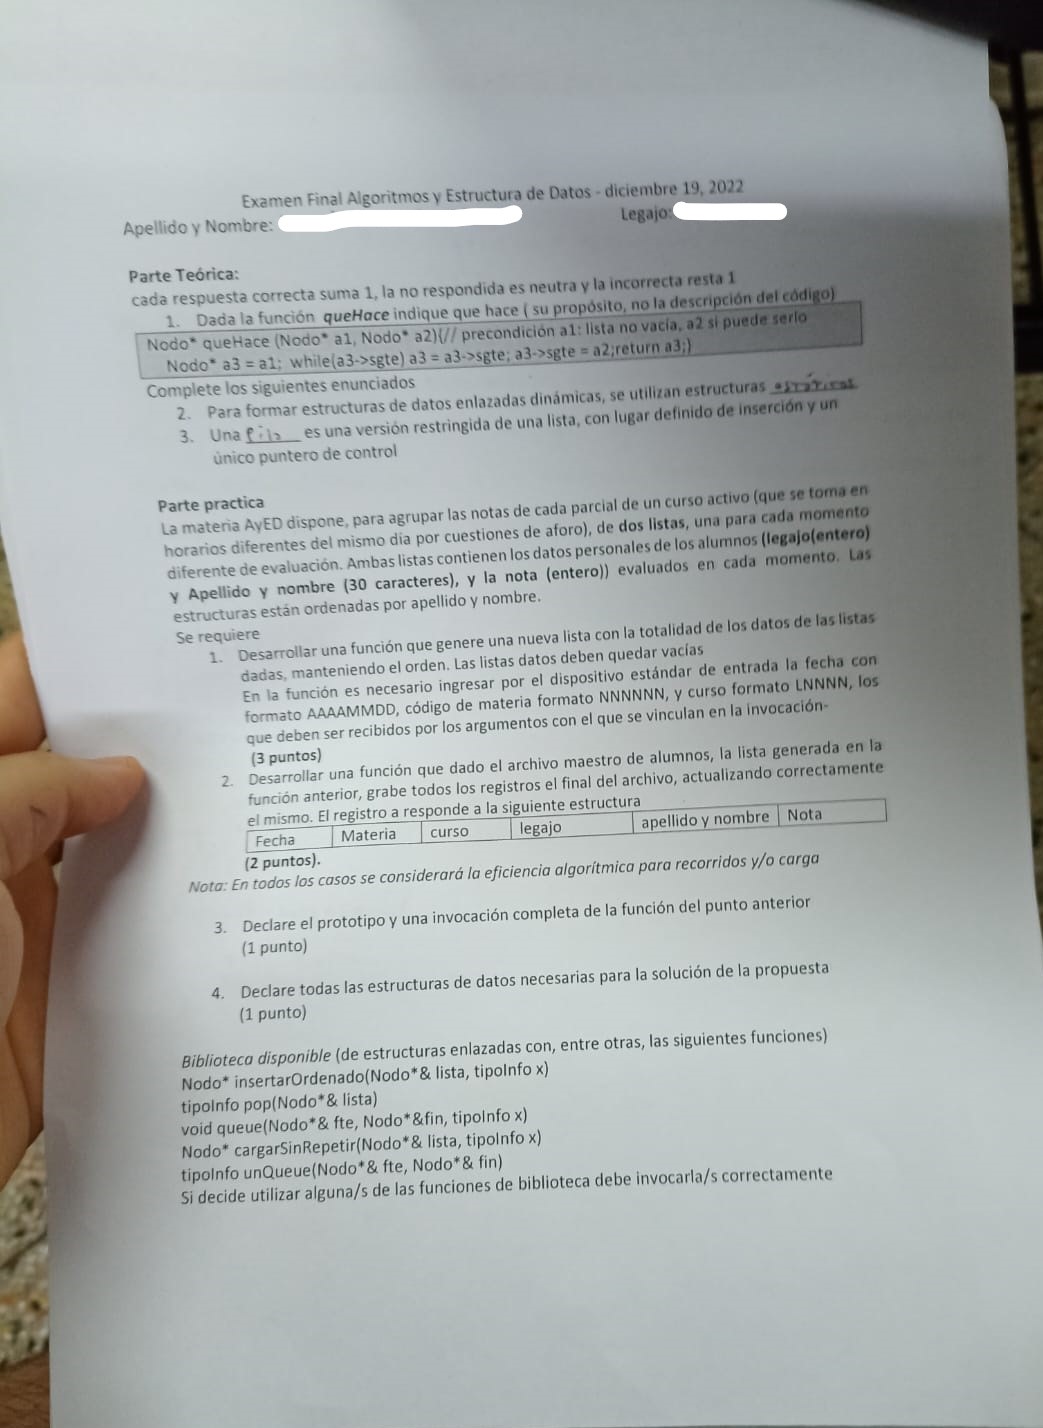 Examen Final Algoritmos y Estructura de Datos - diciembre 19, 2022
Apellido y Nombre: Legajo:
Parte Teórica:
cada respuesta correcta suma 1, la no respondida es neutra y la incorrecta resta 1
1. Dada la función queHace indique que hace ( su propósito, no la descripción del código)
Nodo* queHace (Nodo* a1, Nodo* a2){// precondición a1: lista no vacía, a2 si puede serlo
Nodo* a3 = a1; while(a3->sgte) a3 = a3->sgte; a3->sgte = a2;return a3;}
Complete los siguientes enunciados
2. Para formar estructuras de datos enlazadas dinámicas, se utilizan estructuras
3. Una Pila es una versión restringida de una lista, con lugar definido de inserción y un
único puntero de control
Parte practica
La materia AyED dispone, para agrupar las notas de cada parcial de un curso activo (que se toma en
horarios diferentes del mismo día por cuestiones de aforo), de dos listas, una para cada momento
diferente de evaluación. Ambas listas contienen los datos personales de los alumnos (legajo(entero)
y Apellido y nombre (30 caracteres), y la nota (entero)) evaluados en cada momento. Las
estructuras están ordenadas por apellido y nombre.
Se requiere
1. Desarrollar una función que genere una nueva lista con la totalidad de los datos de las listas
dadas, manteniendo el orden. Las listas datos deben quedar vacías
En la función es necesario ingresar por el dispositivo estándar de entrada la fecha con
formato AAAAMMDD, código de materia formato NNNNNN, y curso formato LNNNN, los
que deben ser recibidos por los argumentos con el que se vinculan en la invocación-
(3 puntos)
2. Desarrollar una función que dado el archivo maestro de alumnos, la lista generada en la
función anterior, grabe todos los registros el final del archivo, actualizando correctamente
el mismo. El registro a responde a la siguiente estructura
Fecha Materia curso legajo apellido y nombre Nota
(2 puntos).
Nota: En todos los casos se considerará la eficiencia algorítmica para recorridos y/o carga
3. Declare el prototipo y una invocación completa de la función del punto anterior
(1 punto)
4. Declare todas las estructuras de datos necesarias para la solución de la propuesta
(1 punto)
Biblioteca disponible (de estructuras enlazadas con, entre otras, las siguientes funciones)
Nodo* insertarOrdenado(Nodo*& lista, tipoInfo x)
tipoInfo pop(Nodo*& lista)
void queue(Nodo*& fte, Nodo*&fin, tipoInfo x)
Nodo* cargarSinRepetir(Nodo*& lista, tipoInfo x)
tipoInfo unQueue(Nodo*& fte, Nodo*& fin)
Si decide utilizar alguna/s de las funciones de biblioteca debe invocarla/s correctamente